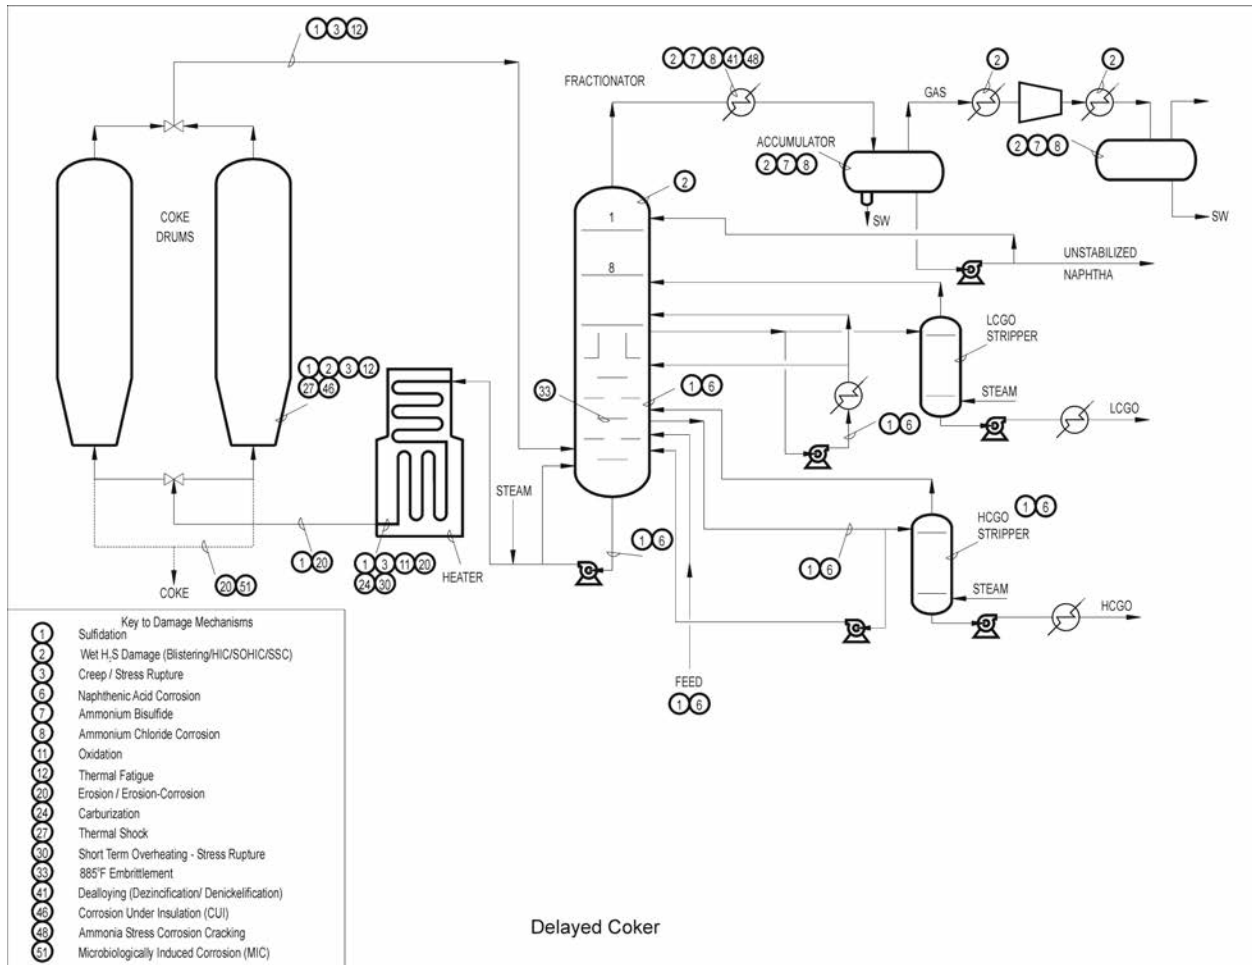 1 3 12
2 7 8 41 48
2
2
FRACTIONATOR
GAS
ACCUMULATOR
2 7 8
2 7 8
2
SW
SW
1
UNSTABILIZED
NAPHTHA
8
COKE
DRUMS
LCGO
STRIPPER
1 2 3 12
27 46
33
1 6
STEAM
LCGO
1 6
STEAM
HCGO
STRIPPER
1 6
1 20
1 3 11 20
24 30
HEATER
1 6
1 6
20 51
COKE
STEAM
HCGO
FEED
1 6
Key to Damage Mechanisms
1 Sulfidation
2 Wet H₂S Damage (Blistering/HIC/SOHIC/SSC)
3 Creep / Stress Rupture
6 Naphthenic Acid Corrosion
7 Ammonium Bisulfide
8 Ammonium Chloride Corrosion
11 Oxidation
12 Thermal Fatigue
20 Erosion / Erosion-Corrosion
24 Carburization
27 Thermal Shock
30 Short Term Overheating - Stress Rupture
33 885°F Embrittlement
41 Dealloying (Dezincification/ Denickelification)
46 Corrosion Under Insulation (CUI)
48 Ammonia Stress Corrosion Cracking
51 Microbiologically Induced Corrosion (MIC)
Delayed Coker